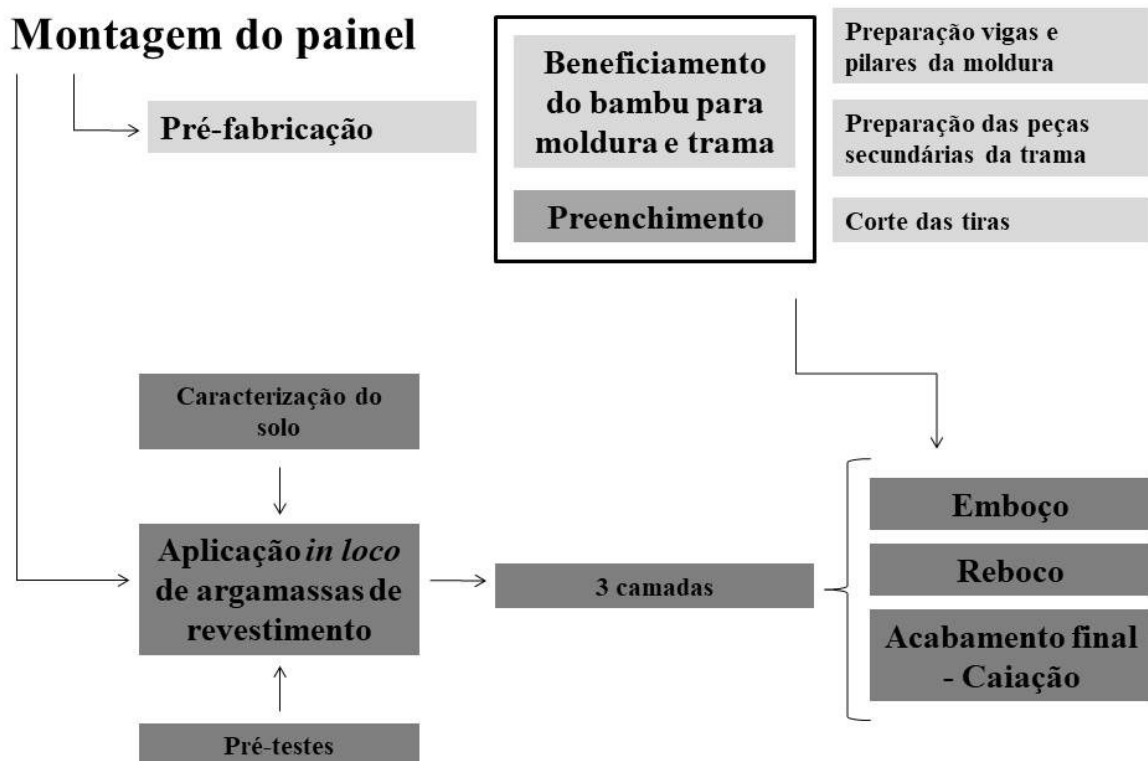 Montagem do painel
Pré-fabricação
Beneficiamento
do bambu para
moldura e trama
Preenchimento
Preparação vigas e
pilares da moldura
Preparação das peças
secundárias da trama
Corte das tiras
Caracterização do
solo
Aplicação in loco
de argamassas de
revestimento
Pré-testes
3 camadas
Emboço
Reboco
Acabamento final
- Caiação